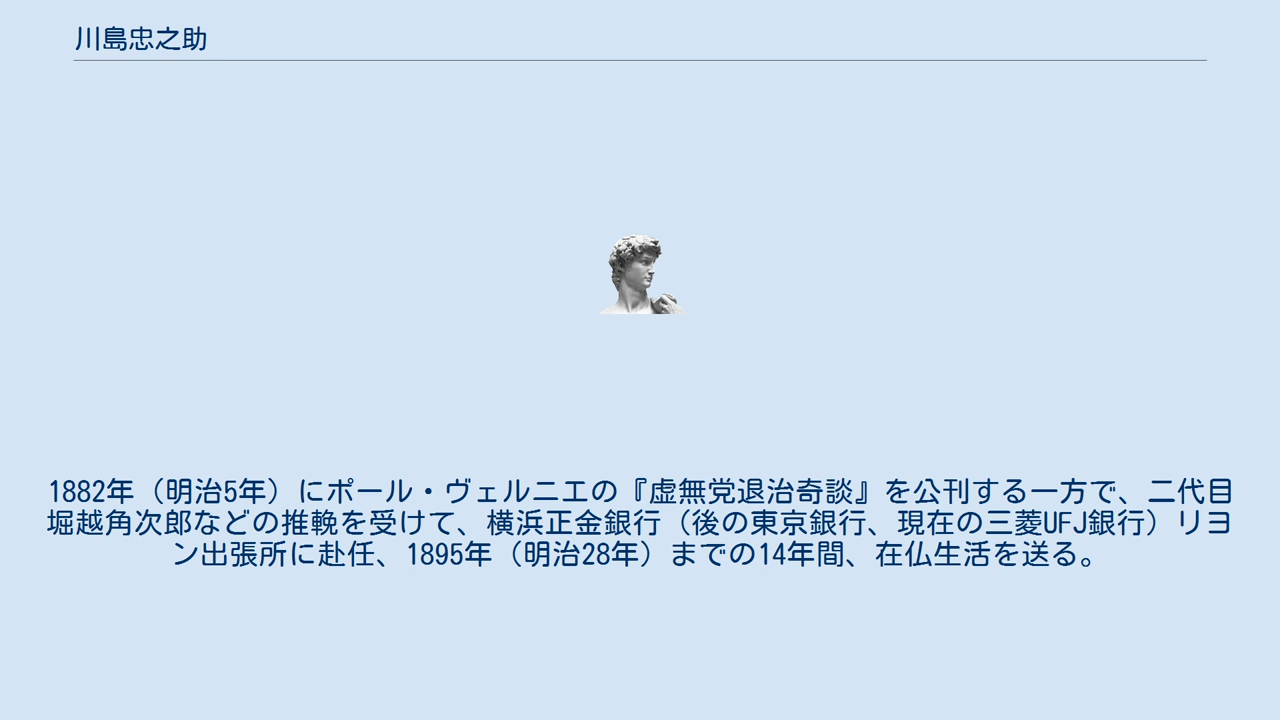 川島忠之助
1882年（明治5年）にポール・ヴェルニエの『虚無党退治奇談』を公刊する一方で、二代目
堀越角次郎などの推輓を受けて、横浜正金銀行（後の東京銀行、現在の三菱UFJ銀行）リヨ
ン出張所に赴任、1895年（明治28年）までの14年間、在仏生活を送る。